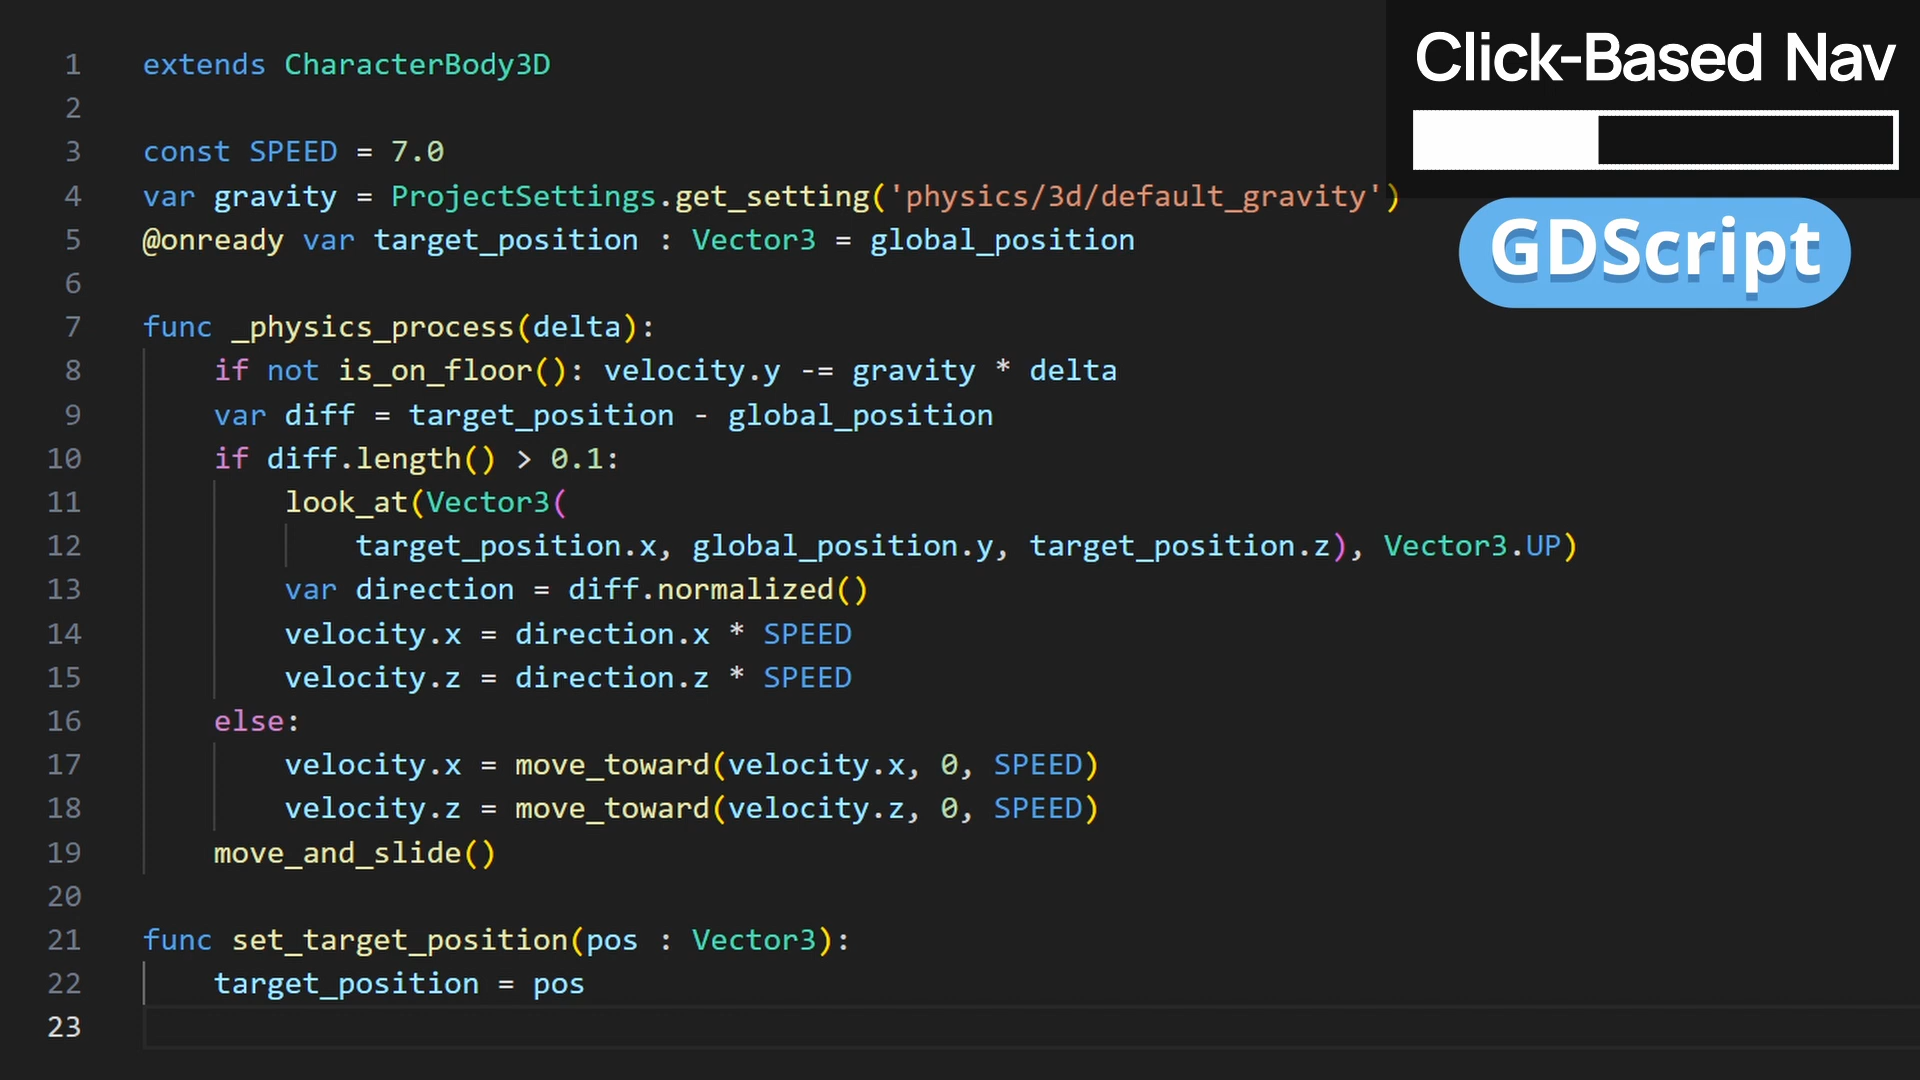 Click-Based Nav
GDScript
1 extends CharacterBody3D
2
3 const SPEED = 7.0
4 var gravity = ProjectSettings.get_setting('physics/3d/default_gravity')
5 @onready var target_position : Vector3 = global_position
6
7 func _physics_process(delta):
8 if not is_on_floor(): velocity.y -= gravity * delta
9 var diff = target_position - global_position
10 if diff.length() > 0.1:
11 look_at(Vector3(
12 target_position.x, global_position.y, target_position.z), Vector3.UP)
13 var direction = diff.normalized()
14 velocity.x = direction.x * SPEED
15 velocity.z = direction.z * SPEED
16 else:
17 velocity.x = move_toward(velocity.x, 0, SPEED)
18 velocity.z = move_toward(velocity.z, 0, SPEED)
19 move_and_slide()
20
21 func set_target_position(pos : Vector3):
22 target_position = pos
23